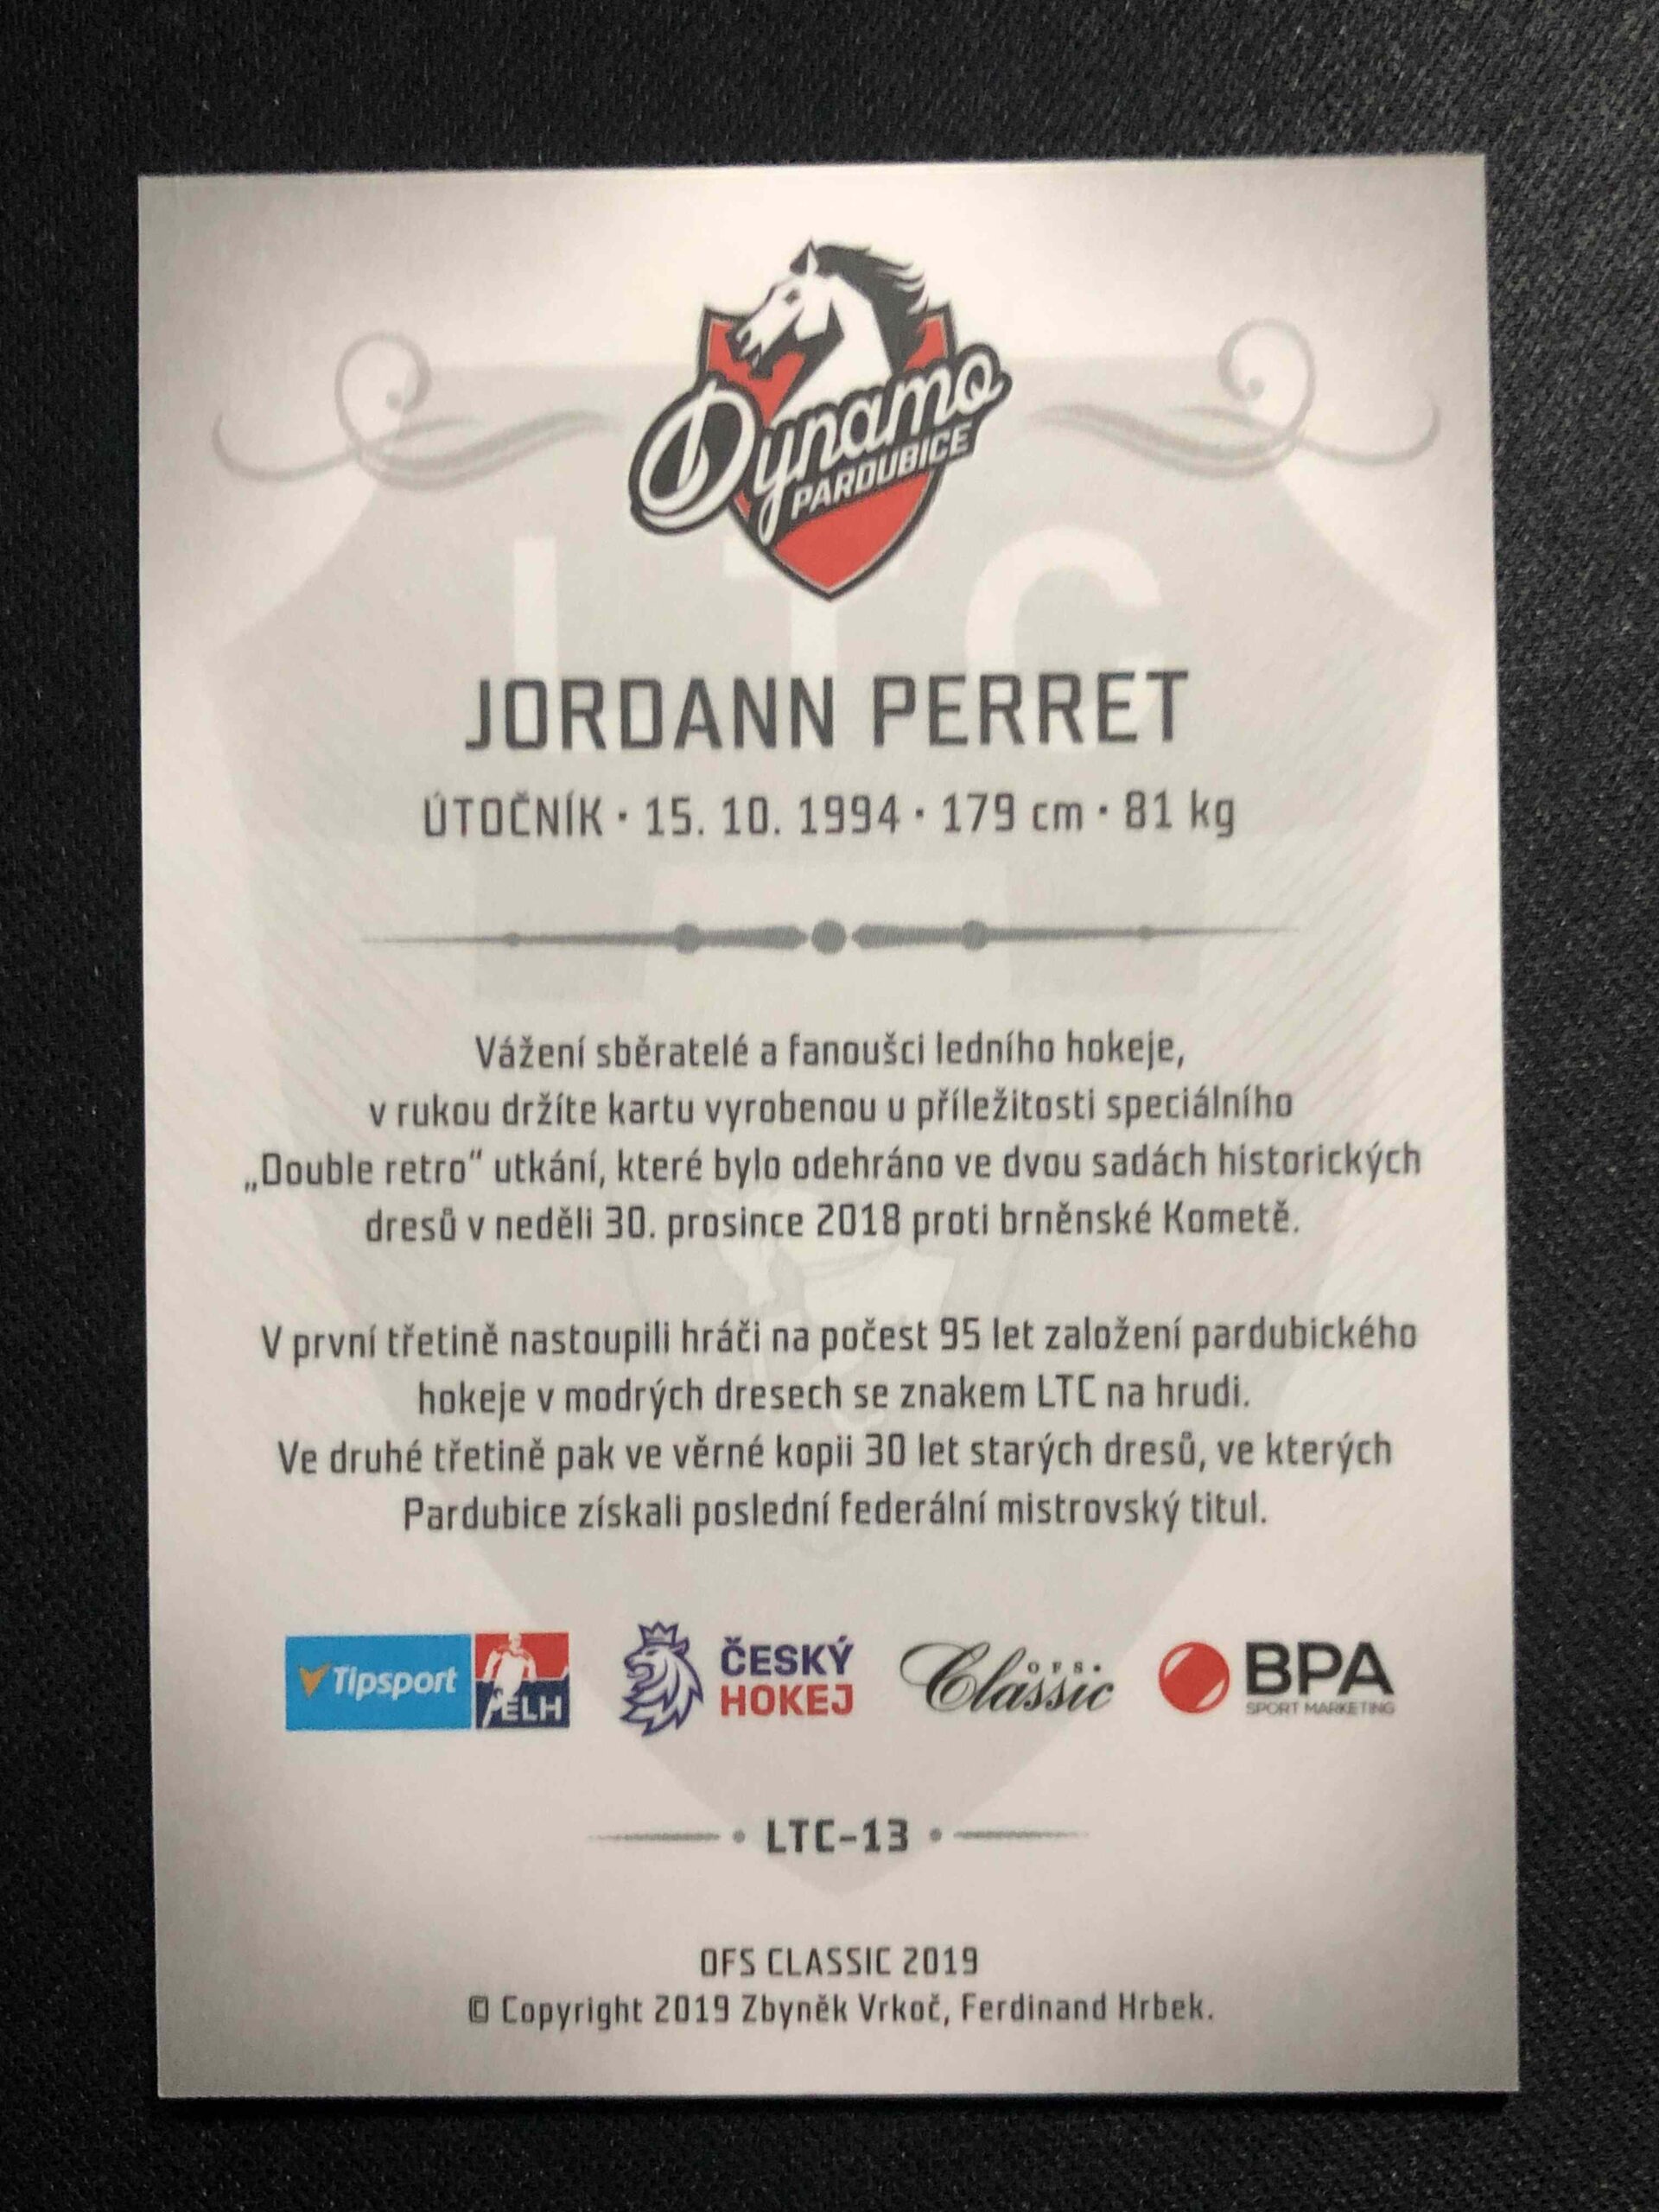 Dynamo
PARDUBICE
LTC
JORDANN PERRET
ÚTOČNÍK · 15. 10. 1994 · 179 cm · 81 kg
Vážení sběratelé a fanoušci ledního hokeje,
v rukou držíte kartu vyrobenou u příležitosti speciálního
„Double retro“ utkání, které bylo odehráno ve dvou sadách historických
dresů v neděli 30. prosince 2018 proti brněnské Kometě.
V první třetině nastoupili hráči na počest 95 let založení pardubického
hokeje v modrých dresech se znakem LTC na hrudi.
Ve druhé třetině pak ve věrné kopii 30 let starých dresů, ve kterých
Pardubice získali poslední federální mistrovský titul.
Tipsport ELH
ČESKÝ
HOKEJ
OFS
Classic
BPA
SPORT MARKETING
• LTC-13 •
OFS CLASSIC 2019
© Copyright 2019 Zbyněk Vrkoč, Ferdinand Hrbek.